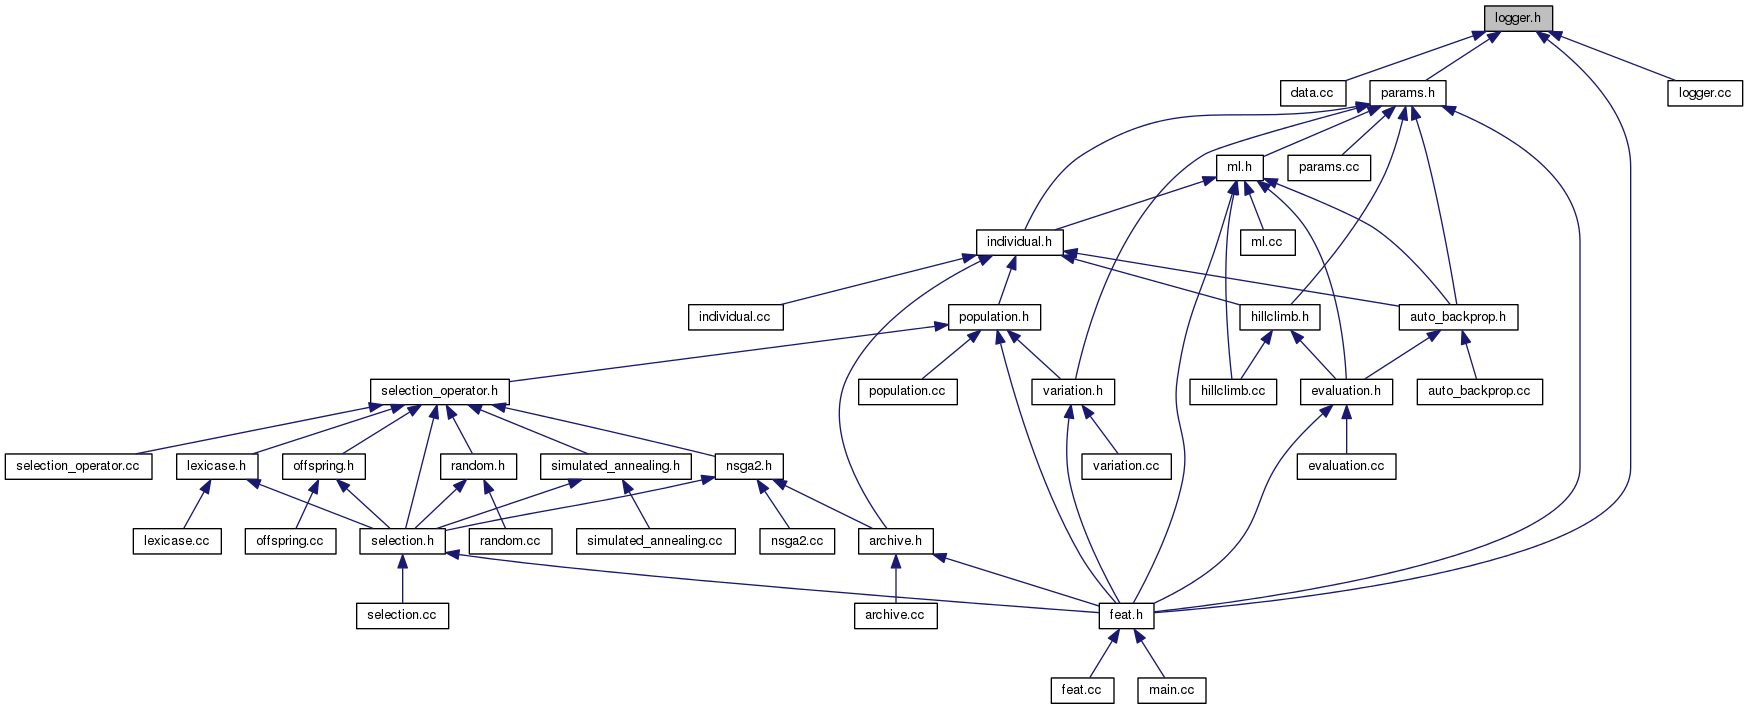 logger.h
data.cc
params.h
logger.cc
ml.h
params.cc
individual.h
ml.cc
individual.cc
population.h
hillclimb.h
auto_backprop.h
selection_operator.h
population.cc
variation.h
hillclimb.cc
evaluation.h
auto_backprop.cc
selection_operator.cc
lexicase.h
offspring.h
random.h
simulated_annealing.h
nsga2.h
variation.cc
evaluation.cc
lexicase.cc
offspring.cc
selection.h
random.cc
simulated_annealing.cc
nsga2.cc
archive.h
selection.cc
archive.cc
feat.h
feat.cc
main.cc